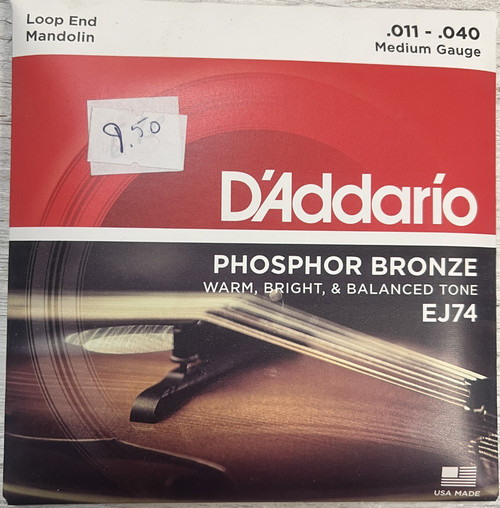 Loop End
Mandolin
.011 - .040
Medium Gauge
9.50
D'Addario
PHOSPHOR BRONZE
WARM, BRIGHT, & BALANCED TONE
EJ74
USA MADE